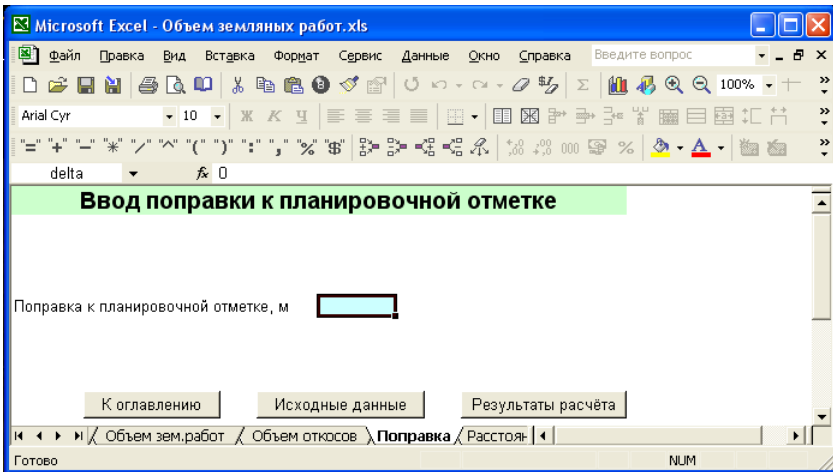 Microsoft Excel - Объем земляных работ.xls
Файл Правка Вид Вставка Формат Сервис Данные Окно Справка Введите вопрос
100%
Arial Cyr 10 Ж К Ч
"=" "+" "-" "*" "/" "^" "(" ")" ":" "," "%" "$" 000 %
delta fx 0
Ввод поправки к планировочной отметке
Поправка к планировочной отметке, м
К оглавлению Исходные данные Результаты расчёта
Объем зем.работ Объем откосов Поправка Расстоян
Готово NUM